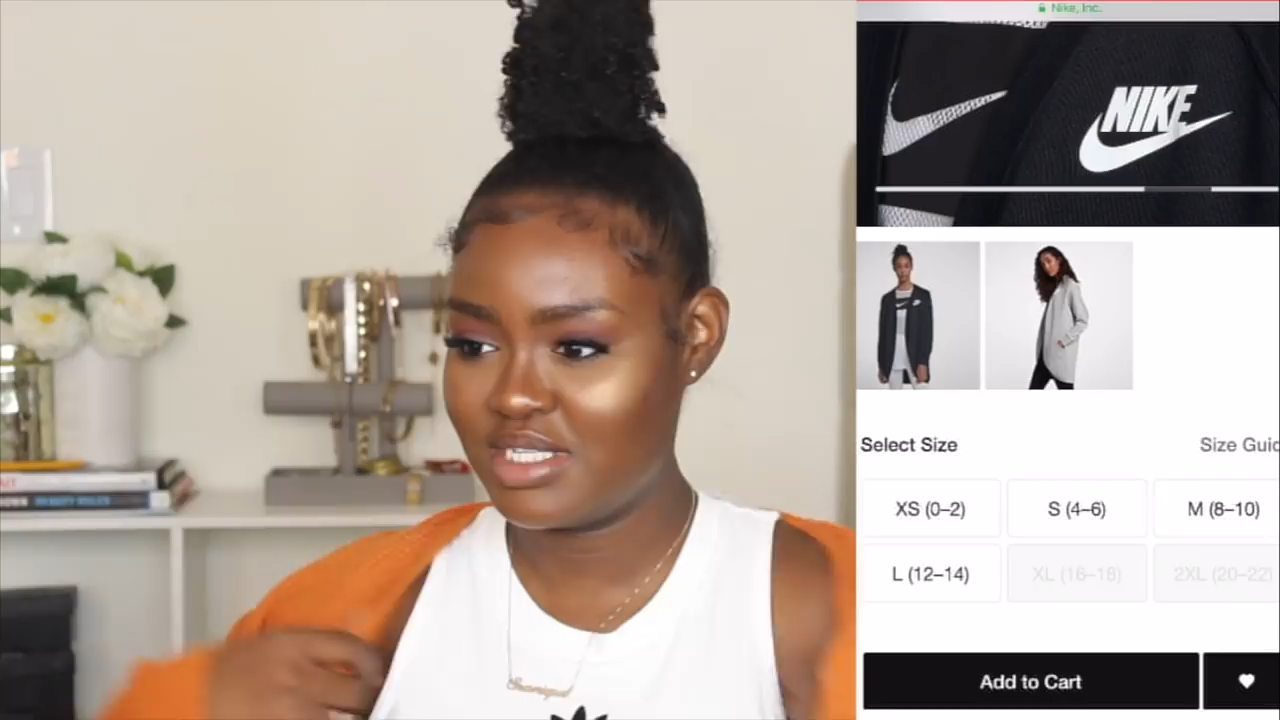 Nike, Inc.
NIKE
Select Size
Size Guid
XS (0–2)
S (4–6)
M (8–10)
L (12–14)
XL (16–18)
2XL (20–22)
Add to Cart